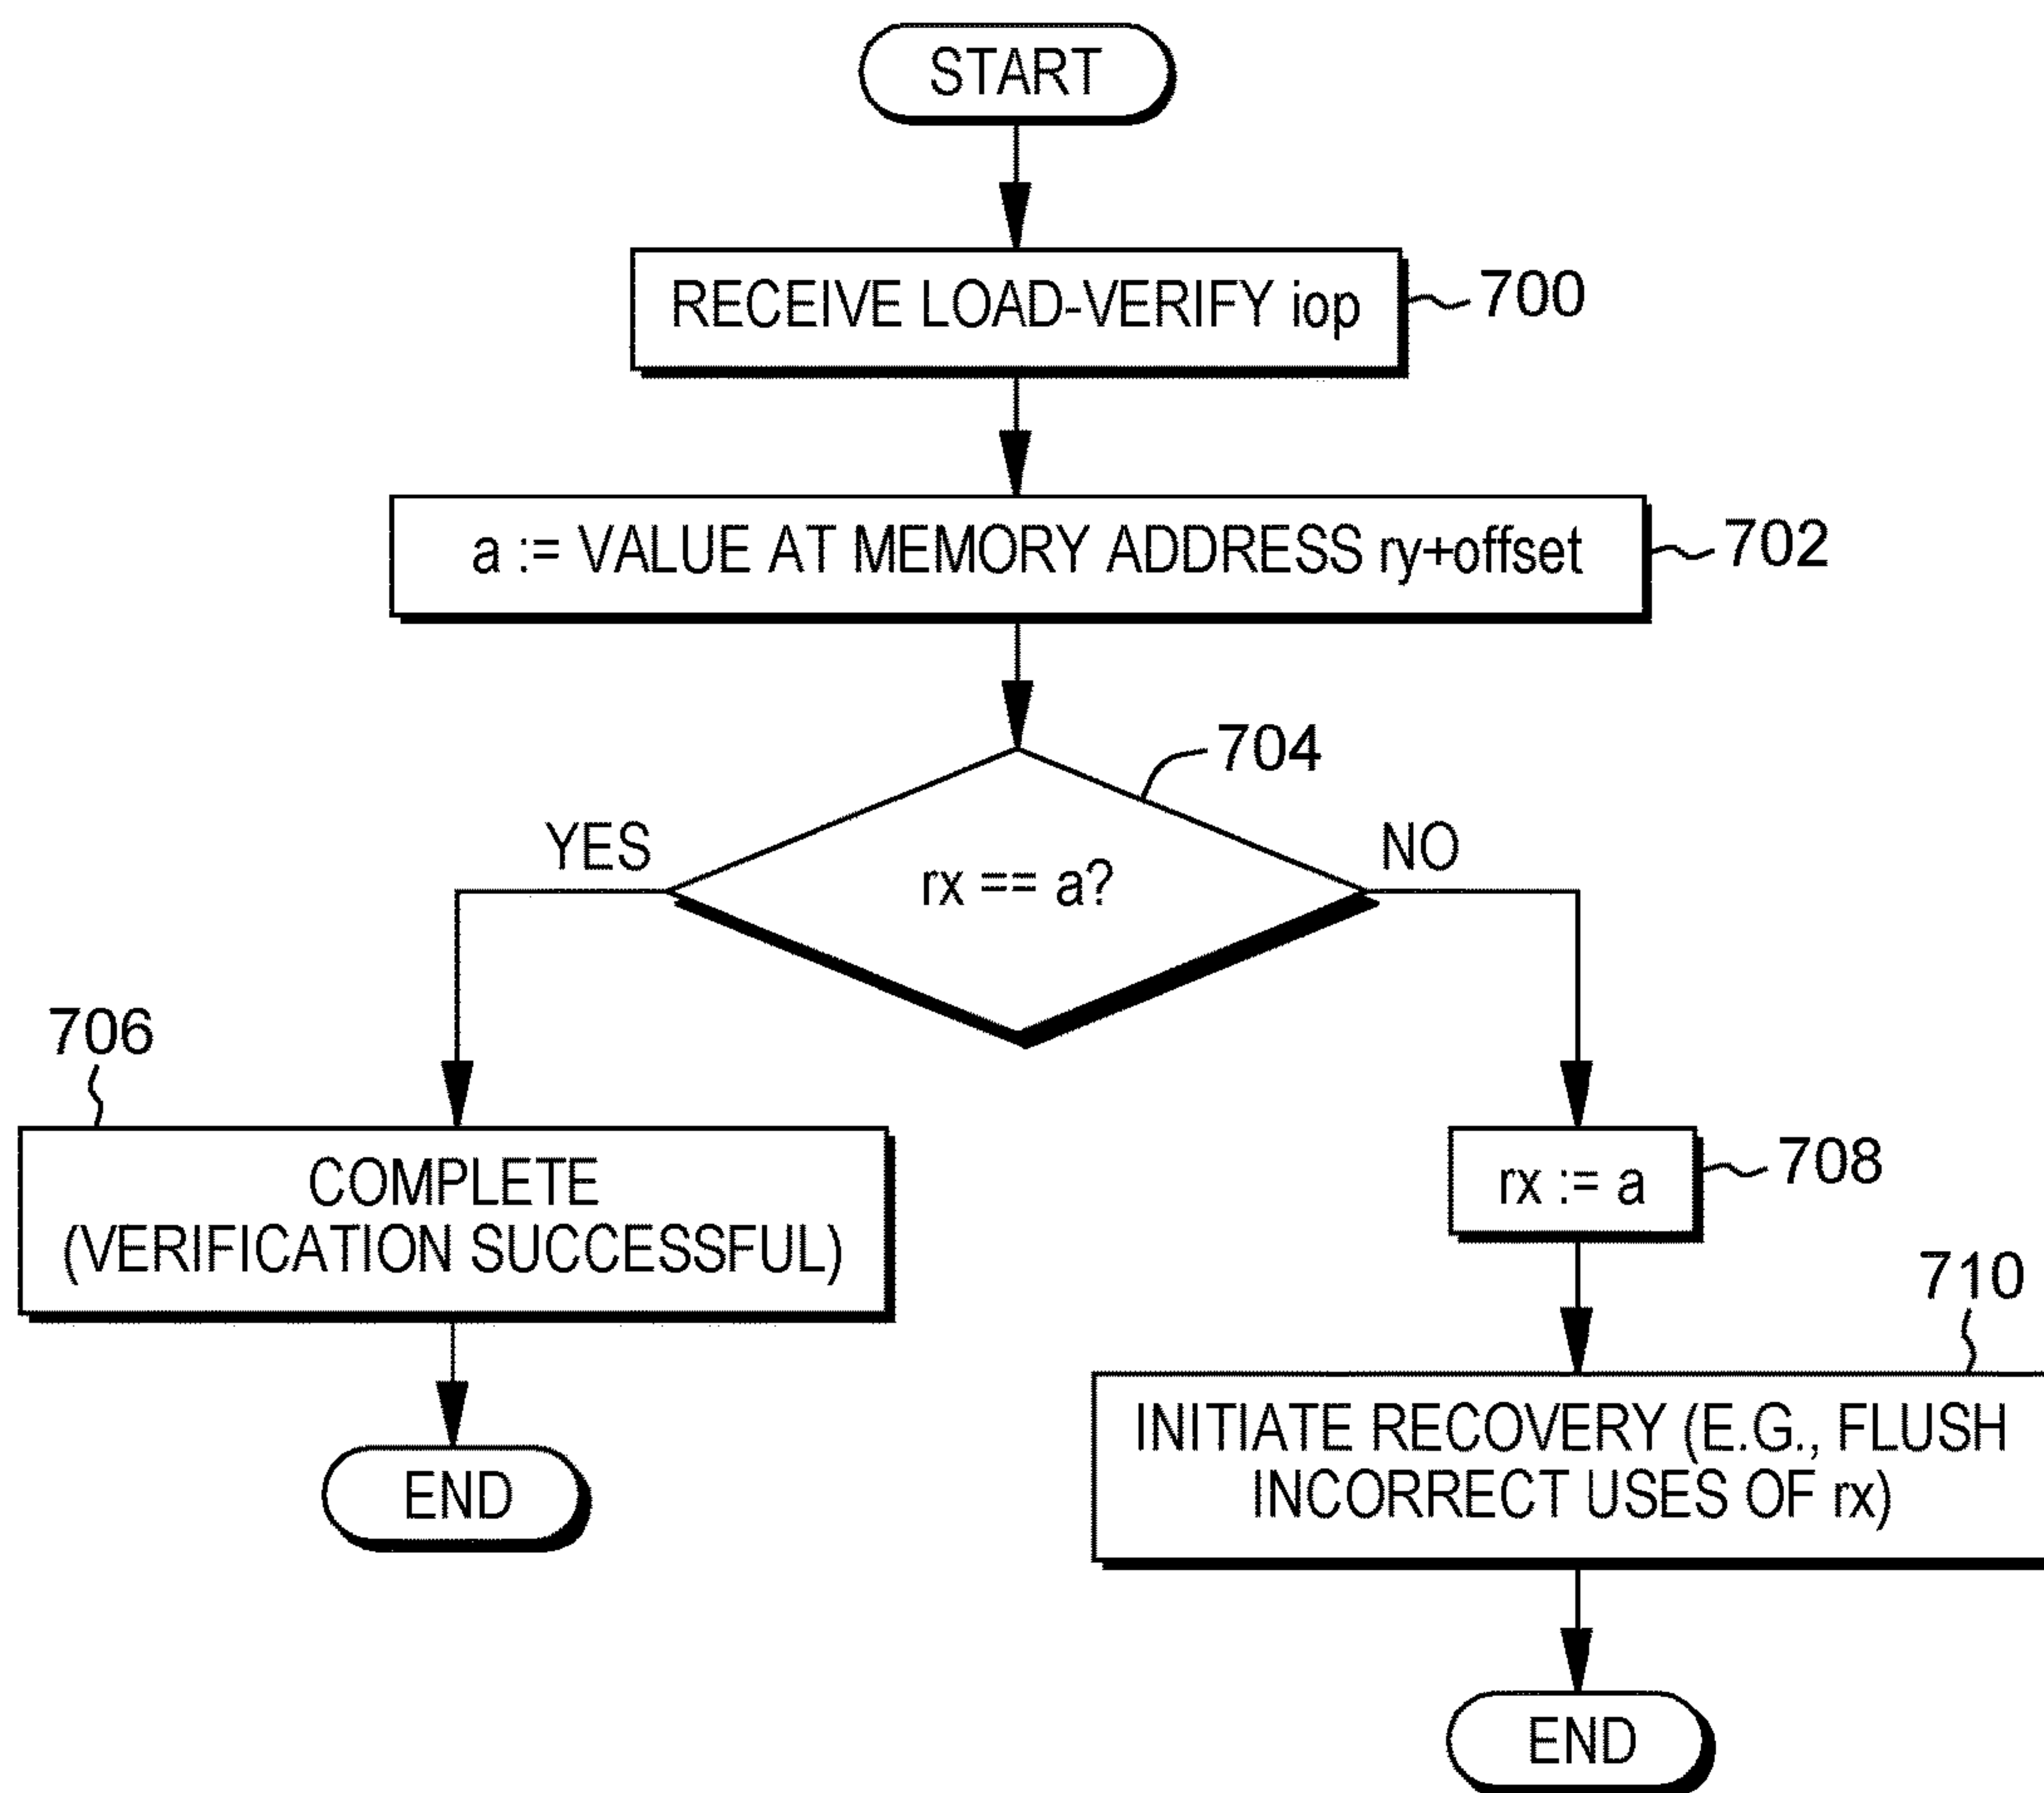 START
RECEIVE LOAD-VERIFY iop
700
a := VALUE AT MEMORY ADDRESS ry+offset
702
704
YES
NO
rx == a?
706
COMPLETE
(VERIFICATION SUCCESSFUL)
rx := a
708
710
INITIATE RECOVERY (E.G., FLUSH
INCORRECT USES OF rx)
END
END